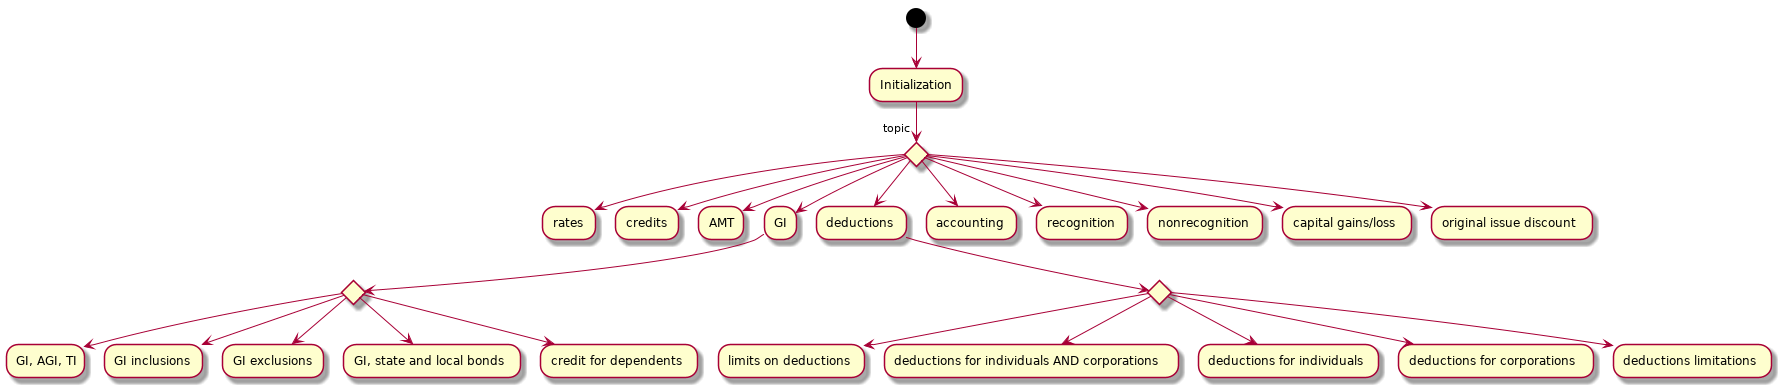 Initialization
topic
rates
credits
AMT
GI
deductions
accounting
recognition
nonrecognition
capital gains/loss
original issue discount
GI, AGI, TI
GI inclusions
GI exclusions
GI, state and local bonds
credit for dependents
limits on deductions
deductions for individuals AND corporations
deductions for individuals
deductions for corporations
deductions limitations